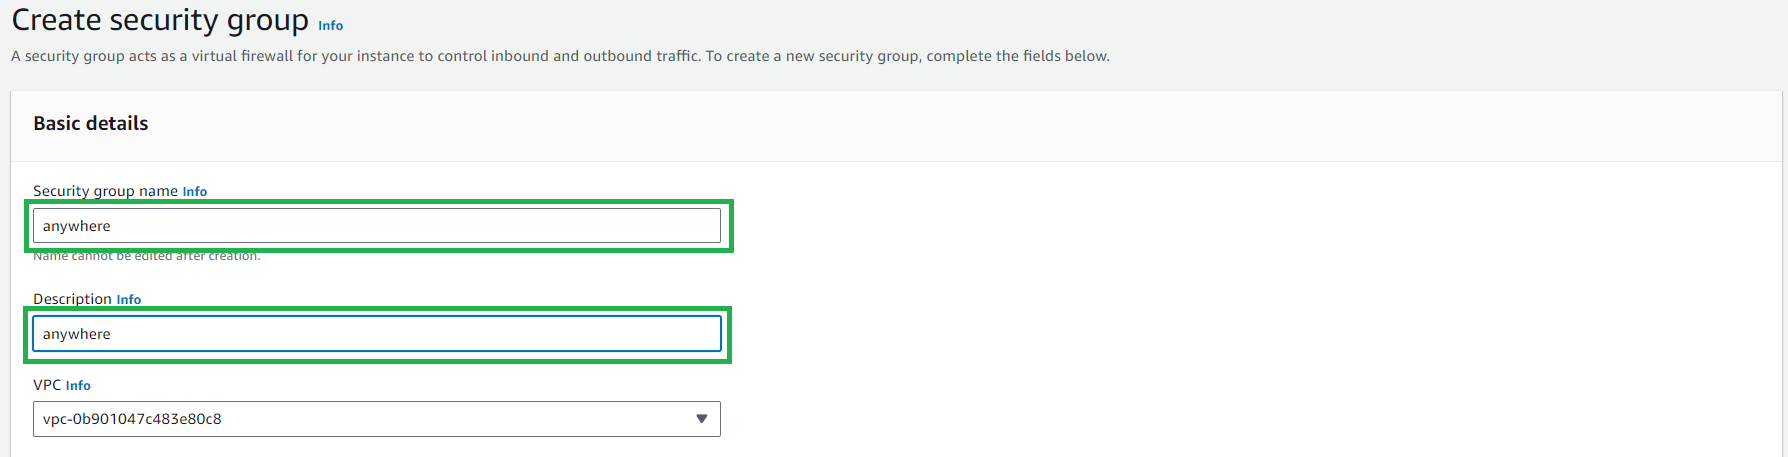 Create security group Info
A security group acts as a virtual firewall for your instance to control inbound and outbound traffic. To create a new security group, complete the fields below.
Basic details
Security group name Info
anywhere
Name cannot be edited after creation.
Description Info
anywhere
VPC Info
vpc-0b901047c483e80c8